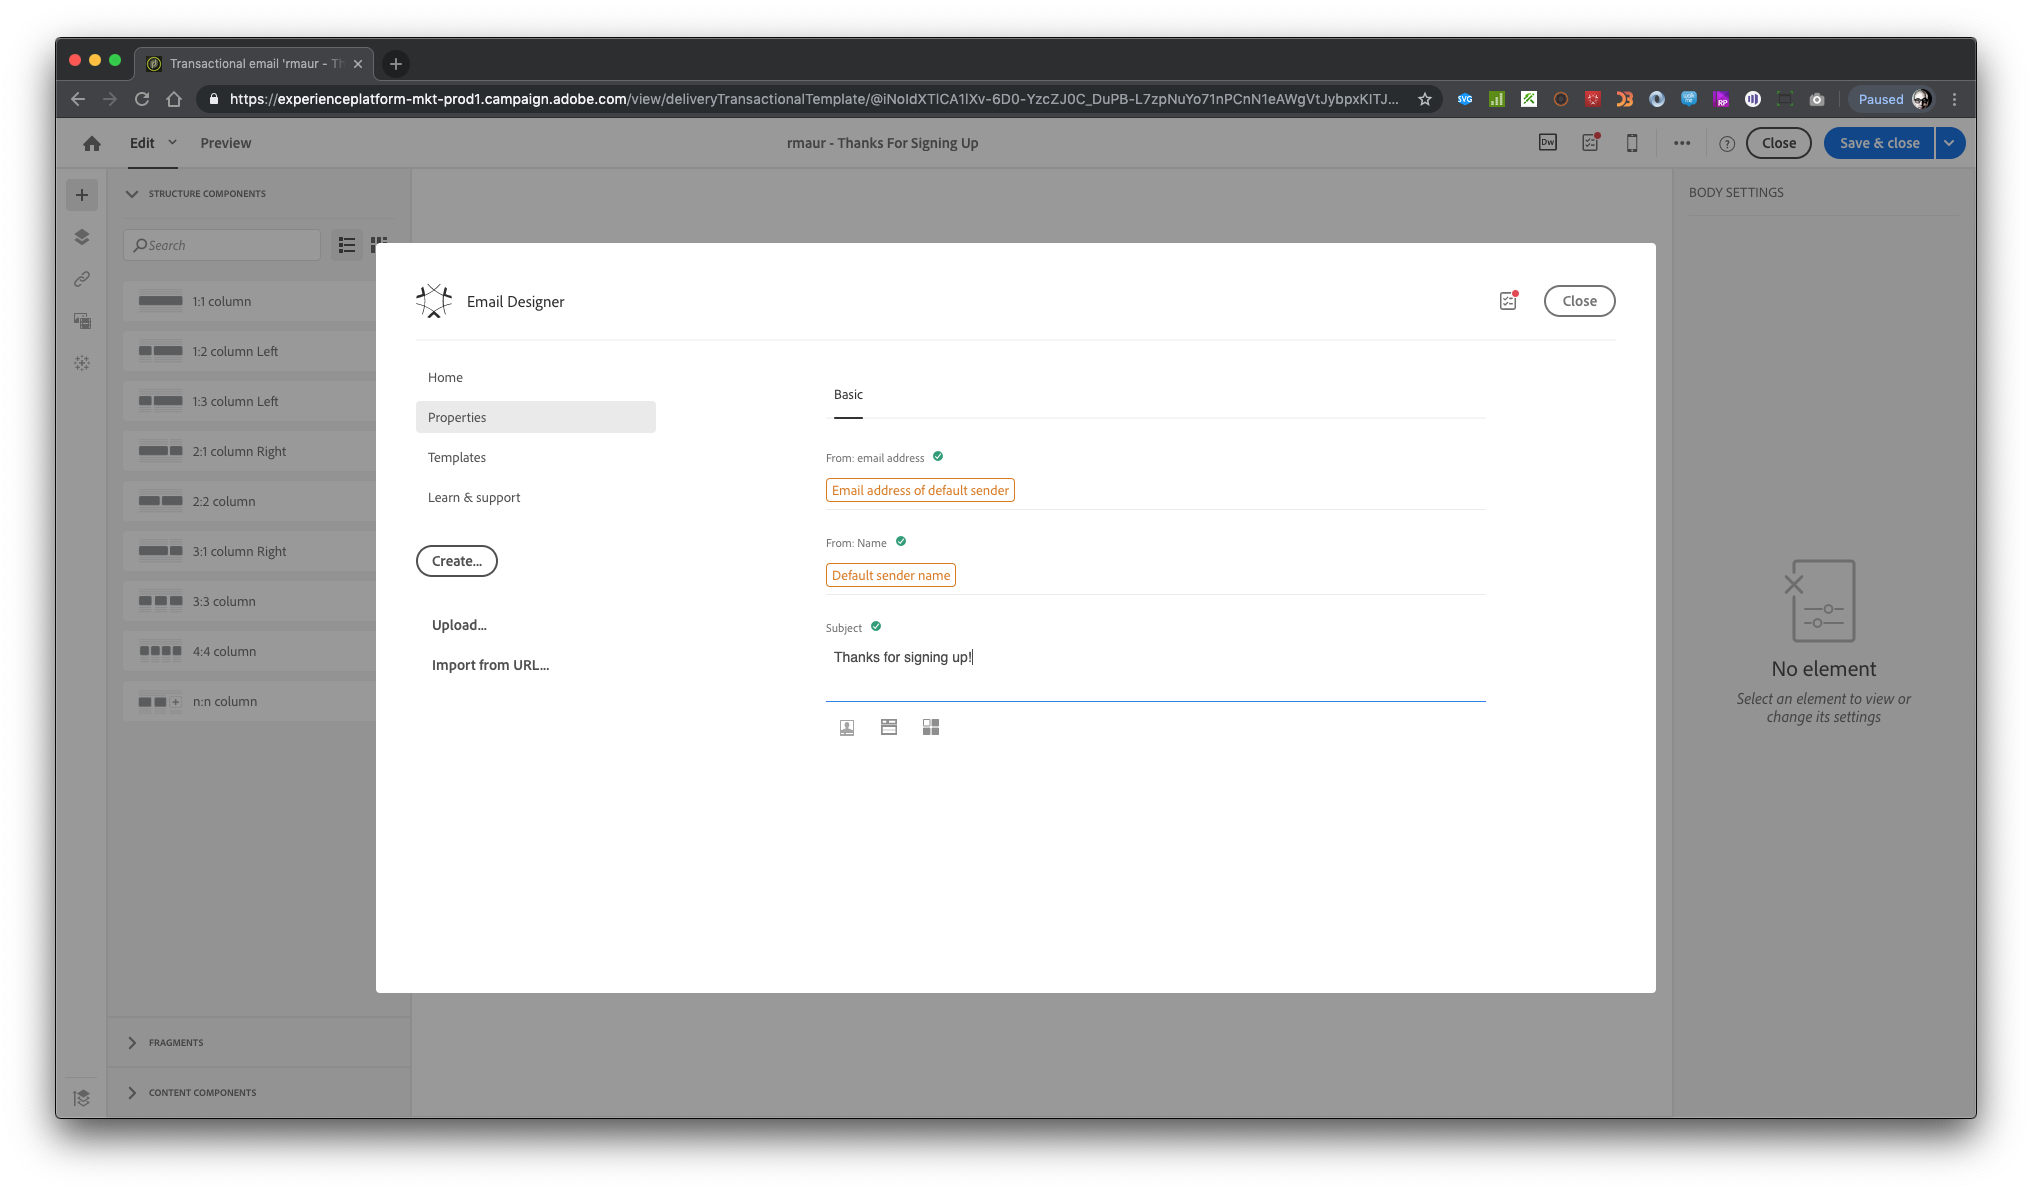 Transactional email 'rmaur - Th
https://experienceplatform-mkt-prod1.campaign.adobe.com/view/deliveryTransactionalTemplate/
Paused
Edit
Preview
rmaur - Thanks For Signing Up
Dw
Close
Save & close
STRUCTURE COMPONENTS
BODY SETTINGS
Search
1:1 column
1:2 column Left
1:3 column Left
2:1 column Right
2:2 column
3:1 column Right
3:3 column
4:4 column
n:n column
FRAGMENTS
CONTENT COMPONENTS
Email Designer
Close
Home
Properties
Templates
Learn & support
Create...
Upload...
Import from URL...
Basic
From: email address
Email address of default sender
From: Name
Default sender name
Subject
Thanks for signing up!
No element
Select an element to view or
change its settings